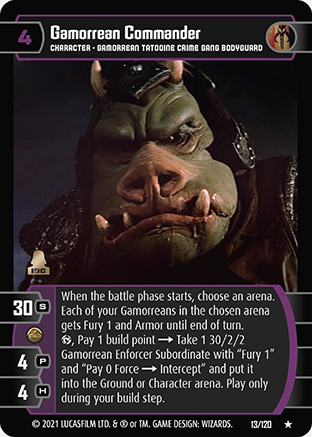 4 Gamorrean Commander
CHARACTER - GAMORREAN TATOOINE CRIME GANG BODYGUARD
30 S
4 P
4 H
When the battle phase starts, choose an arena.
Each of your Gamorreans in the chosen arena
gets Fury 1 and Armor until end of turn.
, Pay 1 build point → Take 1 30/2/2
Gamorrean Enforcer Subordinate with “Fury 1”
and “Pay 0 Force → Intercept” and put it
into the Ground or Character arena. Play only
during your build step.
© 2021 LUCASFILM LTD. & ® OR TM. GAME DESIGN: WIZARDS. 13/120 ★